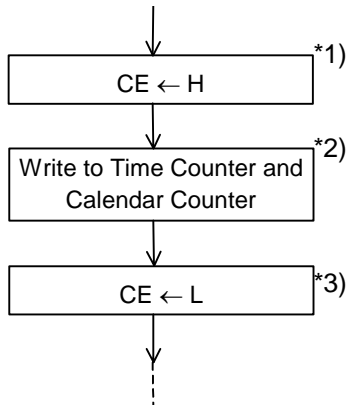 *1)
CE ← H
*2)
Write to Time Counter and
Calendar Counter
*3)
CE ← L